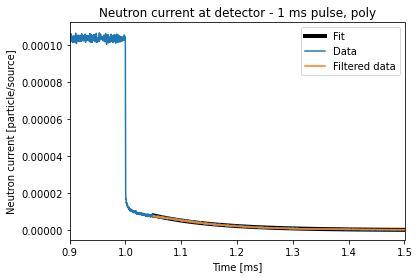 Neutron current at detector - 1 ms pulse, poly
Neutron current [particle/source]
0.00010
0.00008
0.00006
0.00004
0.00002
0.00000
Fit
Data
Filtered data
0.9 1.0 1.1 1.2 1.3 1.4 1.5
Time [ms]